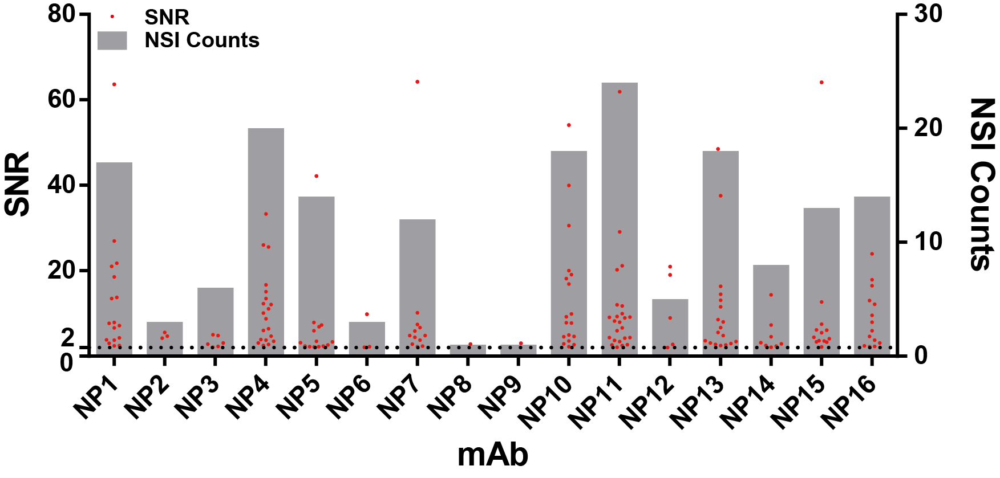 SNR
NSI Counts
80
60
40
20
2
0
SNR
30
20
10
0
NSI Counts
NP1
NP2
NP3
NP4
NP5
NP6
NP7
NP8
NP9
NP10
NP11
NP12
NP13
NP14
NP15
NP16
mAb